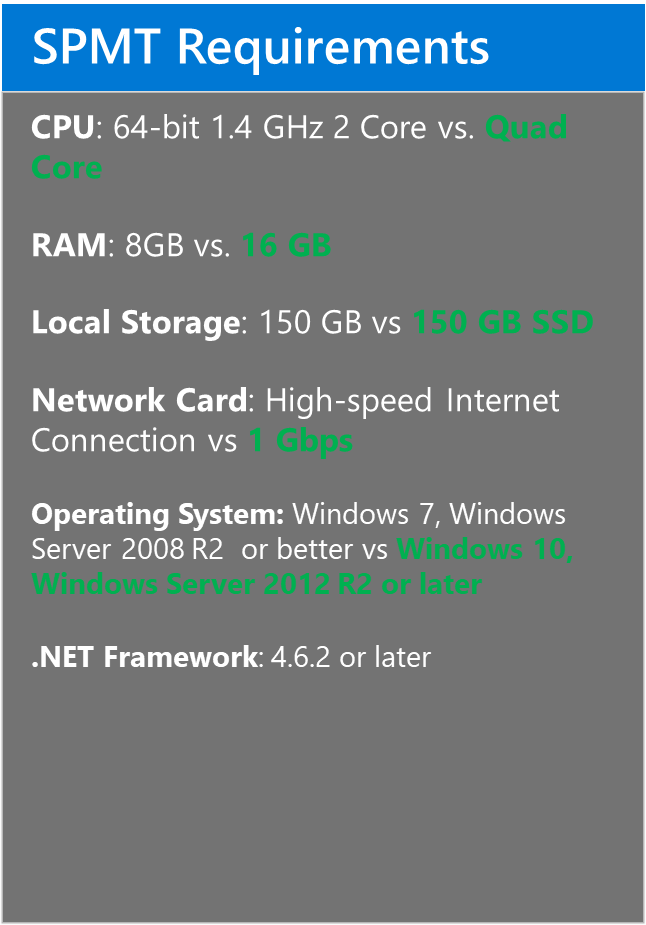 SPMT Requirements
CPU: 64-bit 1.4 GHz 2 Core vs. Quad
Core
RAM: 8GB vs. 16 GB
Local Storage: 150 GB vs 150 GB SSD
Network Card: High-speed Internet
Connection vs 1 Gbps
Operating System: Windows 7, Windows
Server 2008 R2  or better vs Windows 10,
Windows Server 2012 R2 or later
.NET Framework: 4.6.2 or later